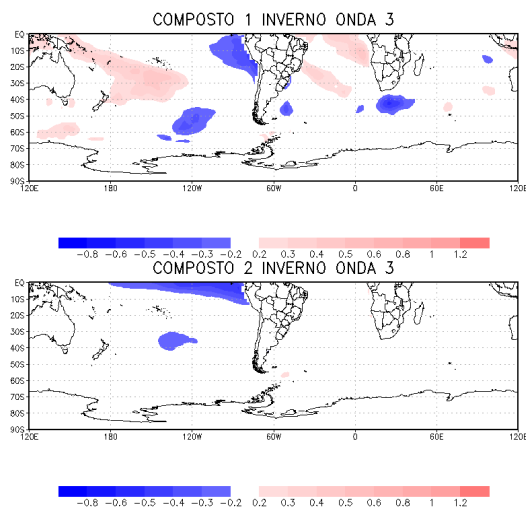 COMPOSTO 1 INVERNO ONDA 3
EQ
10S
20S
30S
40S
50S
60S
70S
80S
90S
120E 180 120W 60W 0 60E 120E
-0.8 -0.6 -0.5 -0.4 -0.3 -0.2 0.2 0.3 0.4 0.6 0.8 1 1.2
COMPOSTO 2 INVERNO ONDA 3
EQ
10S
20S
30S
40S
50S
60S
70S
80S
90S
120E 180 120W 60W 0 60E 120E
-0.8 -0.6 -0.5 -0.4 -0.3 -0.2 0.2 0.3 0.4 0.6 0.8 1 1.2